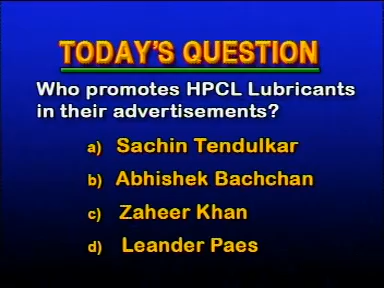 TODAY'S QUESTION
Who promotes HPCL Lubricants
in their advertisements?
a) Sachin Tendulkar
b) Abhishek Bachchan
c) Zaheer Khan
d) Leander Paes